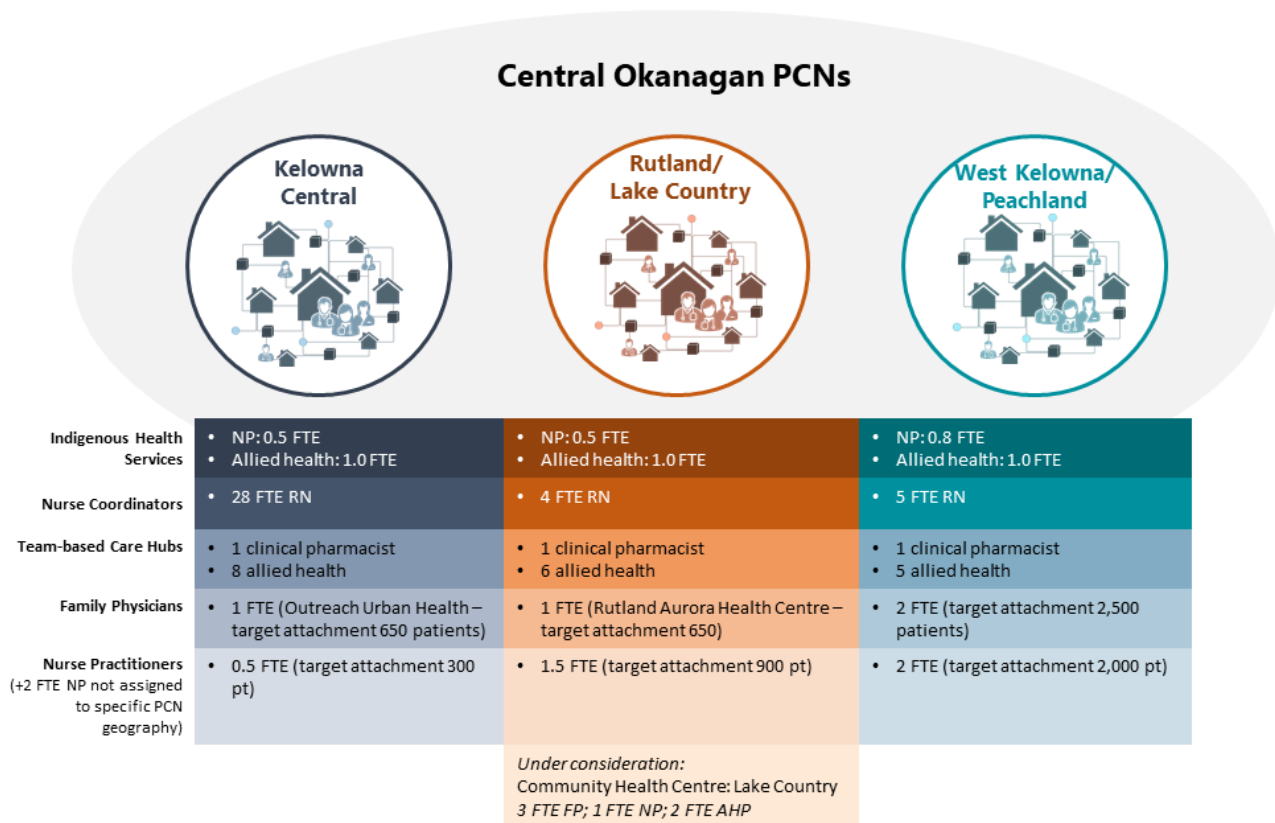 Central Okanagan PCNs
Kelowna
Central
Rutland/
Lake Country
West Kelowna/
Peachland
Indigenous Health
Services
• NP: 0.5 FTE
• Allied health: 1.0 FTE
• NP: 0.5 FTE
• Allied health: 1.0 FTE
• NP: 0.8 FTE
• Allied health: 1.0 FTE
Nurse Coordinators
• 28 FTE RN
• 4 FTE RN
• 5 FTE RN
Team-based Care Hubs
• 1 clinical pharmacist
• 8 allied health
• 1 clinical pharmacist
• 6 allied health
• 1 clinical pharmacist
• 5 allied health
Family Physicians
• 1 FTE (Outreach Urban Health –
target attachment 650 patients)
• 1 FTE (Rutland Aurora Health Centre –
target attachment 650)
• 2 FTE (target attachment 2,500
patients)
Nurse Practitioners
(+2 FTE NP not assigned
to specific PCN
geography)
• 0.5 FTE (target attachment 300
pt)
• 1.5 FTE (target attachment 900 pt)
• 2 FTE (target attachment 2,000 pt)
Under consideration:
Community Health Centre: Lake Country
3 FTE FP; 1 FTE NP; 2 FTE AHP